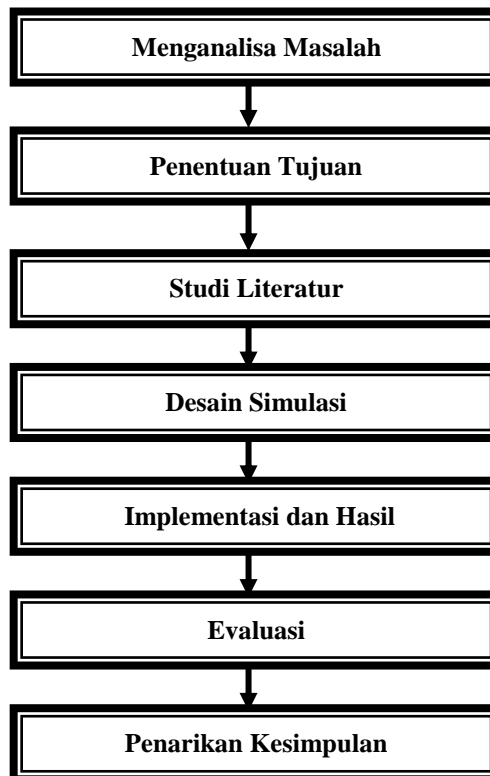 Menganalisa Masalah
Penentuan Tujuan
Studi Literatur
Desain Simulasi
Implementasi dan Hasil
Evaluasi
Penarikan Kesimpulan